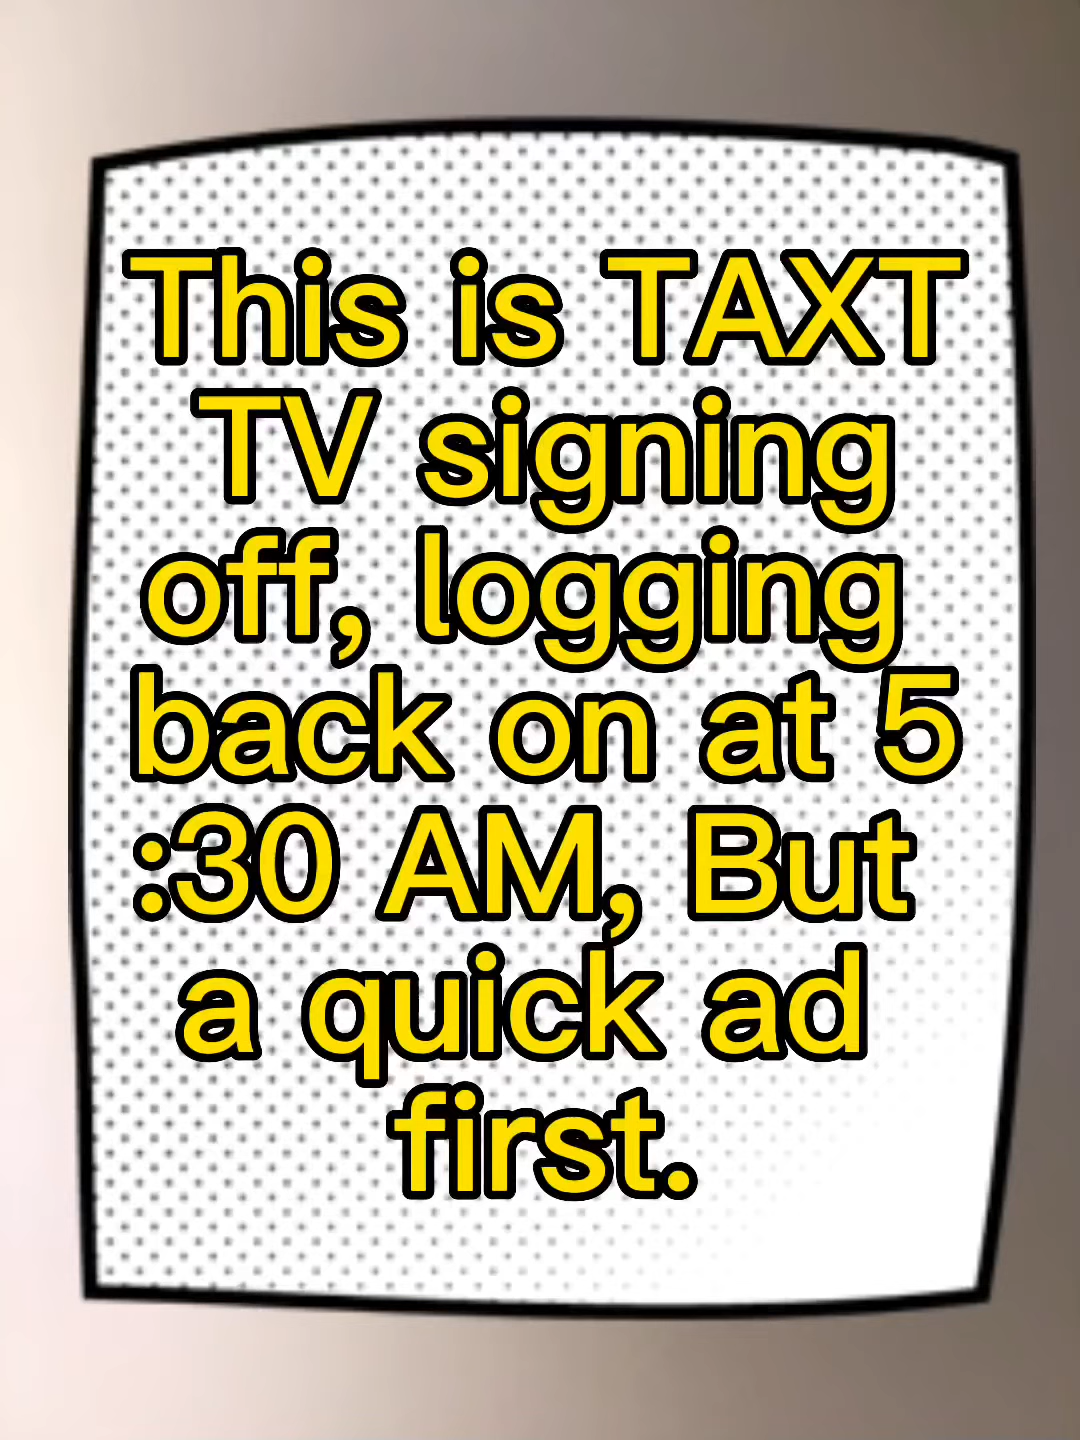 This is TAXT
TV signing
off, logging
back on at 5
:30 AM, But
a quick ad
first.